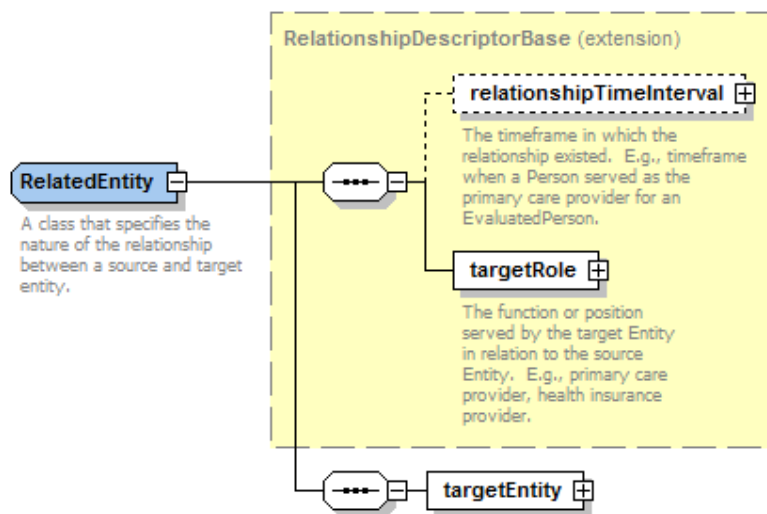 RelationshipDescriptorBase (extension)
relationshipTimeInterval
The timeframe in which the
relationship existed.  E.g., timeframe
when a Person served as the
primary care provider for an
EvaluatedPerson.
RelatedEntity
A class that specifies the
nature of the relationship
between a source and target
entity.
targetRole
The function or position
served by the target Entity
in relation to the source
Entity.  E.g., primary care
provider, health insurance
provider.
targetEntity